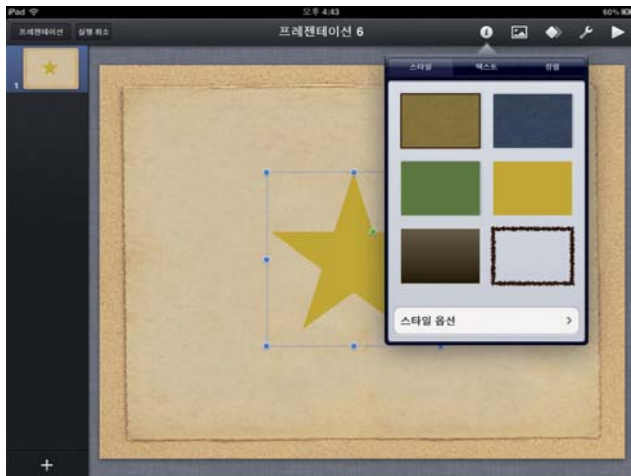 iPad 오후 4:43 60%
프레젠테이션 실행 취소 프레젠테이션 6
1
스타일 텍스트 정렬
스타일 옵션